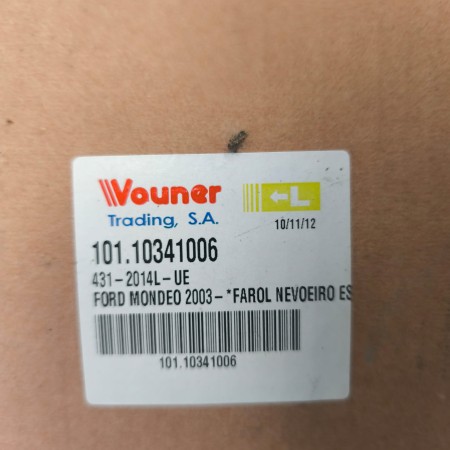 Vouner
Trading, S.A.
L
10/11/12
101.10341006
431-2014L-UE
FORD MONDEO 2003- *FAROL NEVOEIRO ES
101.10341006